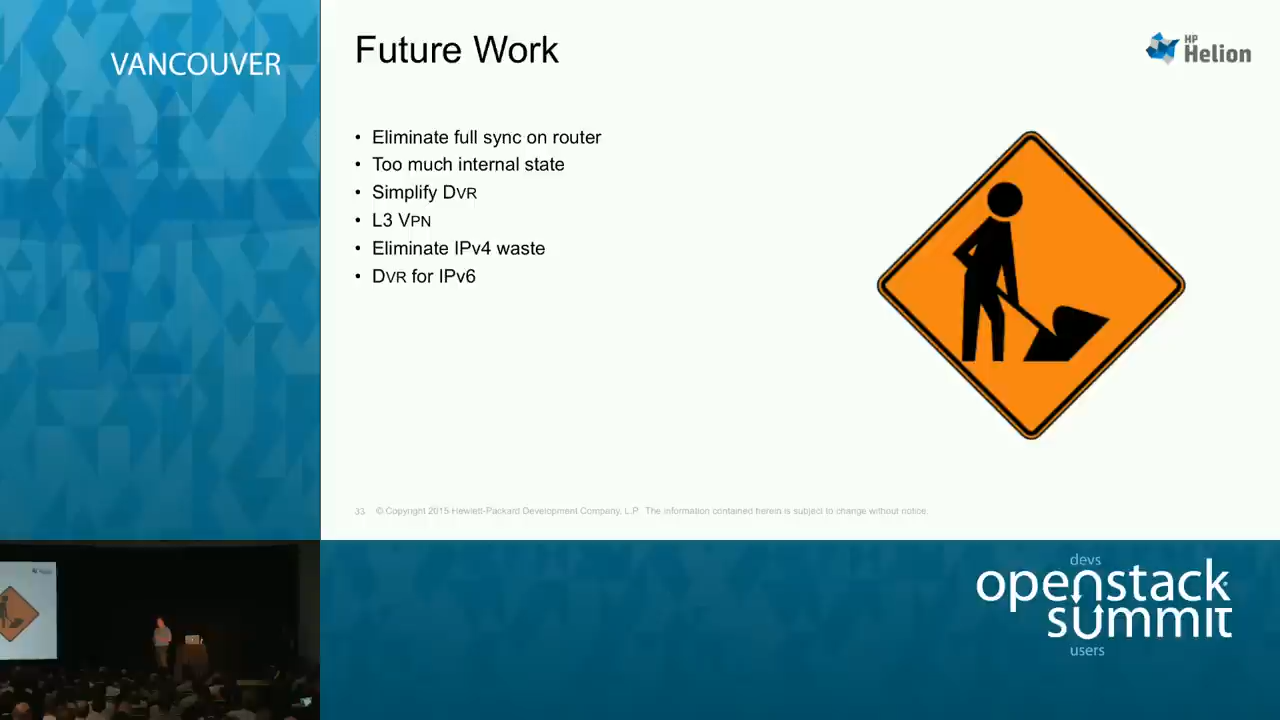 VANCOUVER
Future Work
HP
Helion
• Eliminate full sync on router
• Too much internal state
• Simplify DVR
• L3 VPN
• Eliminate IPv4 waste
• DVR for IPv6
33 © Copyright 2015 Hewlett-Packard Development Company, L.P. The information contained herein is subject to change without notice.
devs
openstack
summit
users